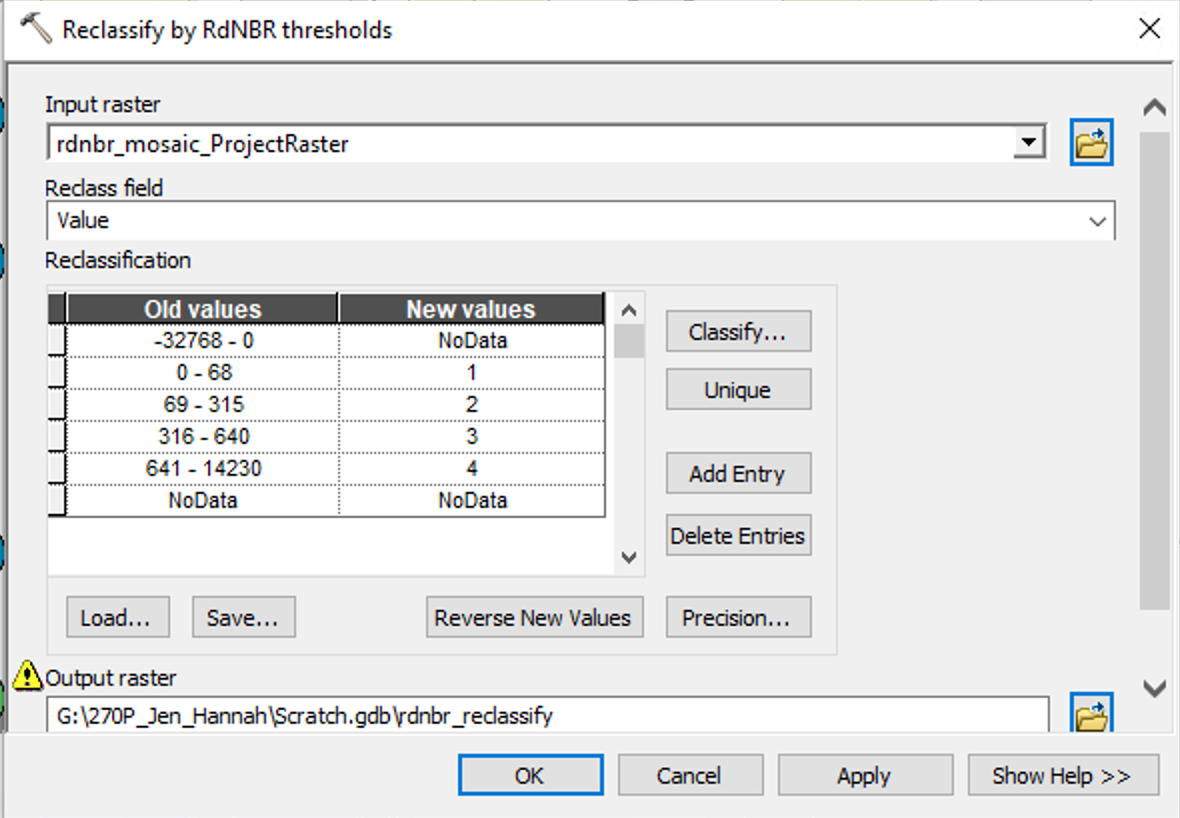 Reclassify by RdNBR thresholds
Input raster
rdnbr_mosaic_ProjectRaster
Reclass field
Value
Reclassification
Old values New values
-32768 - 0 NoData
0 - 68 1
69 - 315 2
316 - 640 3
641 - 14230 4
NoData NoData
Classify...
Unique
Add Entry
Delete Entries
Load... Save... Reverse New Values Precision...
Output raster
G:\270P_Jen_Hannah\Scratch.gdb\rdnbr_reclassify
OK Cancel Apply Show Help >>